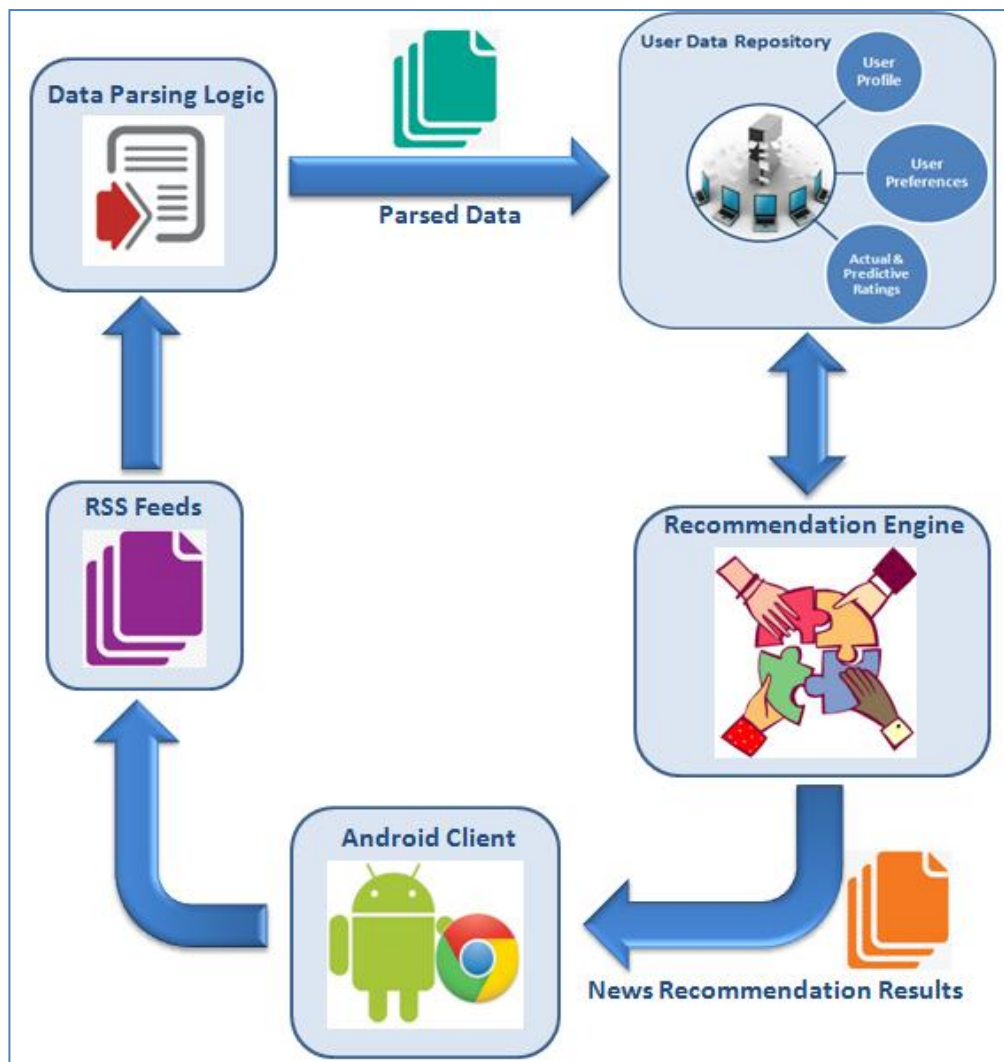 Data Parsing Logic
Parsed Data
User Data Repository
User
Profile
User
Preferences
Actual &
Predictive
Ratings
RSS Feeds
Recommendation Engine
Android Client
News Recommendation Results